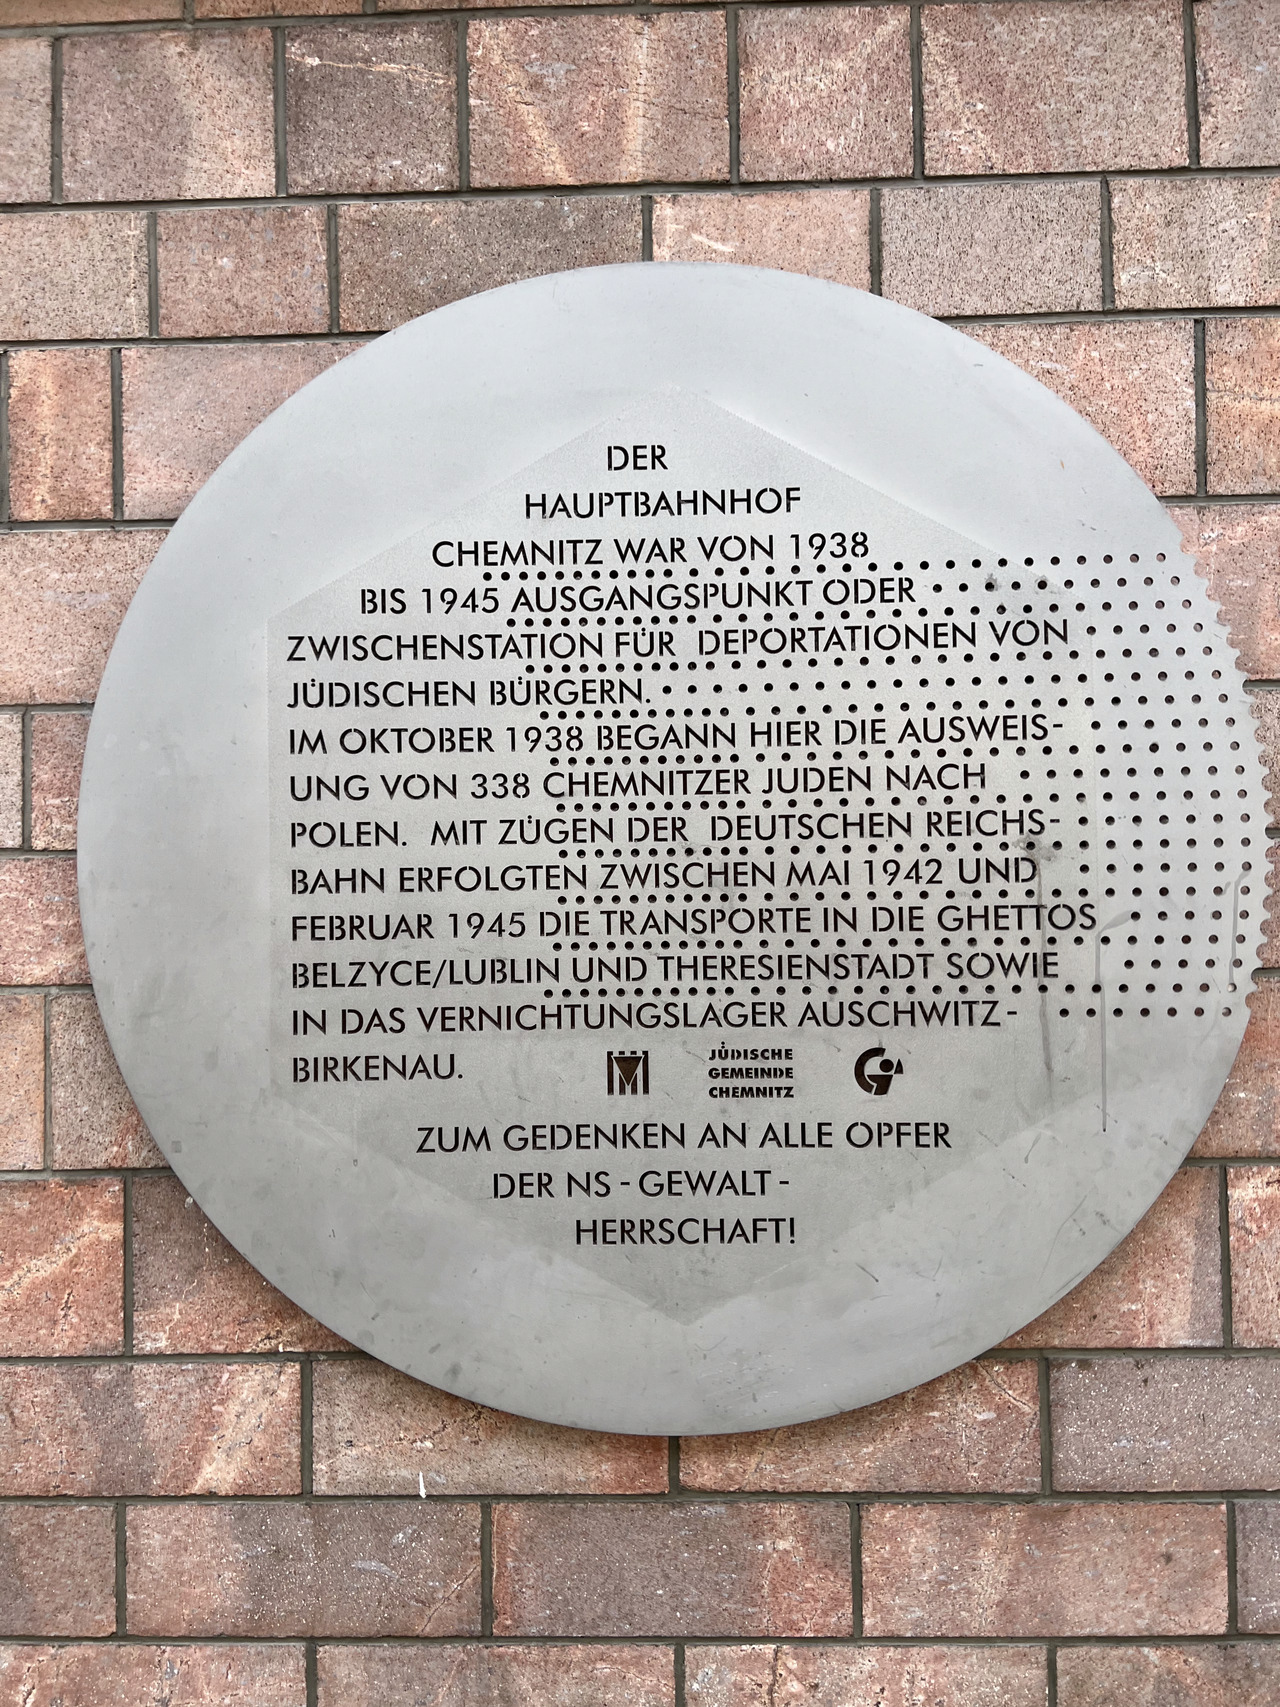 DER
HAUPTBAHNHOF
CHEMNITZ WAR VON 1938
BIS 1945 AUSGANGSPUNKT ODER
ZWISCHENSTATION FÜR DEPORTATIONEN VON
JÜDISCHEN BÜRGERN.
IM OKTOBER 1938 BEGANN HIER DIE AUSWEIS-
UNG VON 338 CHEMNITZER JUDEN NACH
POLEN. MIT ZÜGEN DER DEUTSCHEN REICHS-
BAHN ERFOLGTEN ZWISCHEN MAI 1942 UND
FEBRUAR 1945 DIE TRANSPORTE IN DIE GHETTOS
BELZYCE/LUBLIN UND THERESIENSTADT SOWIE
IN DAS VERNICHTUNGSLAGER AUSCHWITZ-
BIRKENAU.
JÜDISCHE
GEMEINDE
CHEMNITZ
ZUM GEDENKEN AN ALLE OPFER
DER NS - GEWALT -
HERRSCHAFT!